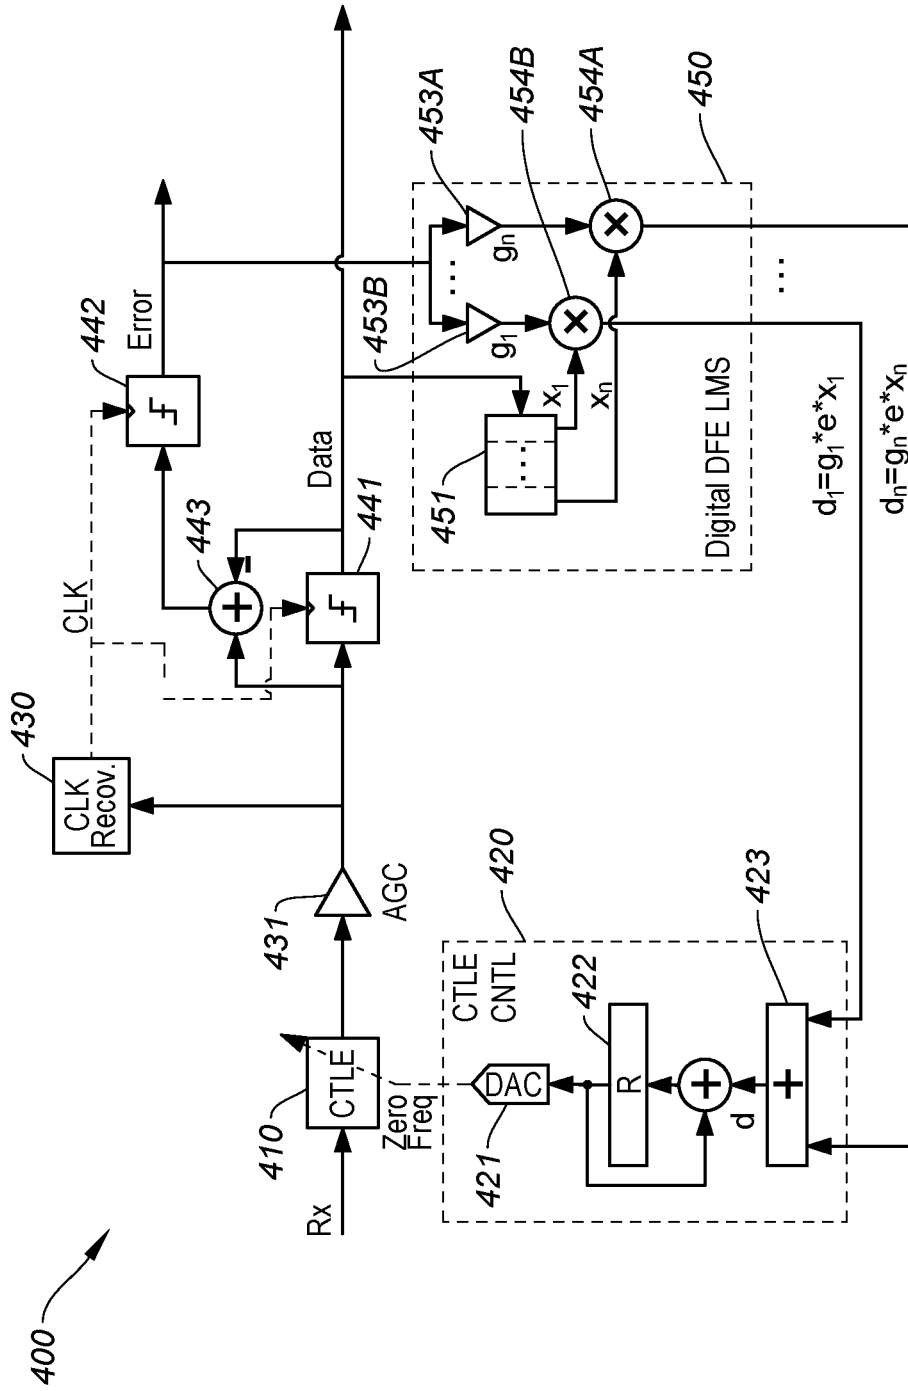 400
Rx
410
CTLE
Zero
Freq
431
AGC
430
CLK
Recov.
CLK
443
441
442
Error
Data
420
CTLE
CNTL
DAC
421
R
422
d
423
450
451
453A
453B
454B
454A
g1
gn
x1
xn
Digital DFE LMS
d1=g1*e*x1
dn=gn*e*xn